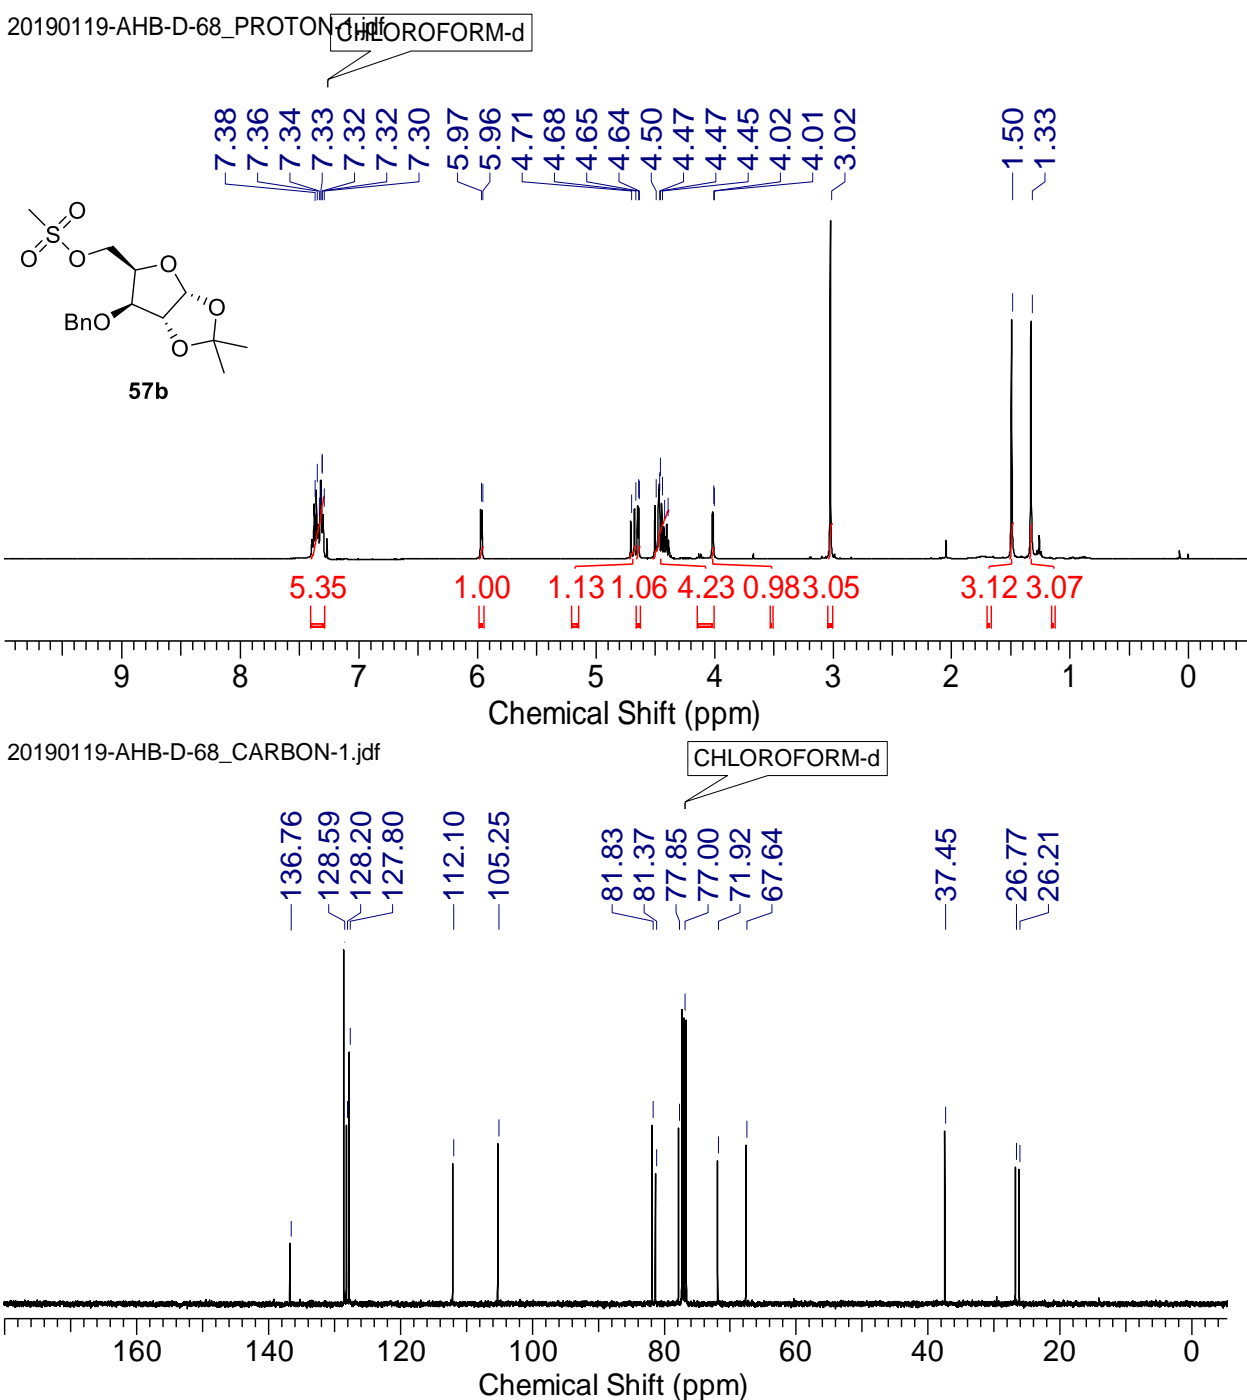 20190119-AHB-D-68_PROTON-1.jdf
CHLOROFORM-d
7.38 7.36 7.34 7.33 7.32 7.32 7.30 5.97 5.96 4.71 4.68 4.65 4.64 4.50 4.47 4.47 4.45 4.02 4.01 3.02 1.50 1.33
O
S
O
O
O
O
BnO
O
57b
5.35 1.00 1.13 1.06 4.23 0.98 3.05 3.12 3.07
9 8 7 6 5 4 3 2 1 0
Chemical Shift (ppm)
20190119-AHB-D-68_CARBON-1.jdf
CHLOROFORM-d
136.76 128.59 128.20 127.80 112.10 105.25 81.83 81.37 77.85 77.00 71.92 67.64 37.45 26.77 26.21
160 140 120 100 80 60 40 20 0
Chemical Shift (ppm)